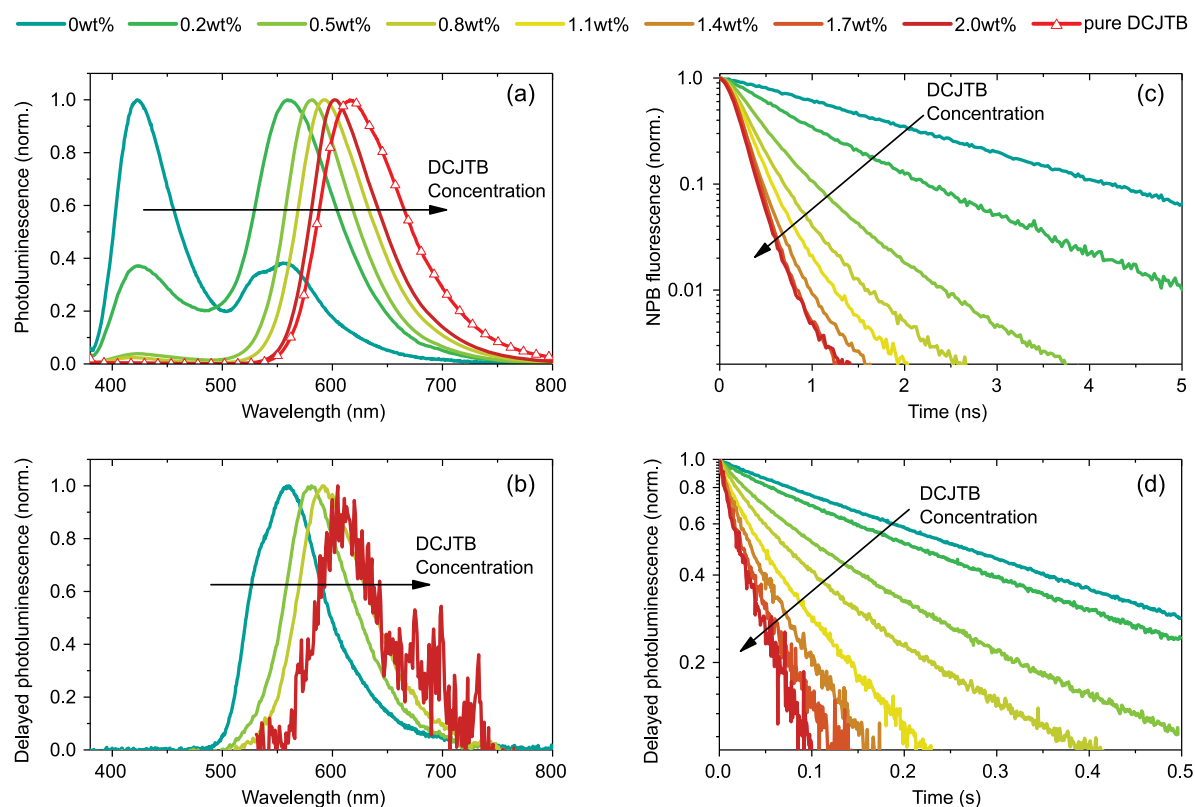 0wt% 0.2wt% 0.5wt% 0.8wt% 1.1wt% 1.4wt% 1.7wt% 2.0wt% pure DCJTB
(a)
Photoluminescence (norm.)
1.0
0.8
0.6
0.4
0.2
0.0
DCJTB
Concentration
400 500 600 700 800
Wavelength (nm)
(c)
NPB fluorescence (norm.)
1.0
0.1
0.01
DCJTB
Concentration
0 1 2 3 4 5
Time (ns)
(b)
Delayed photoluminescence (norm.)
1.0
0.8
0.6
0.4
0.2
0.0
DCJTB
Concentration
400 500 600 700 800
Wavelength (nm)
(d)
Delayed photoluminescence (norm.)
1.0
0.8
0.6
0.4
0.2
DCJTB
Concentration
0.0 0.1 0.2 0.3 0.4 0.5
Time (s)